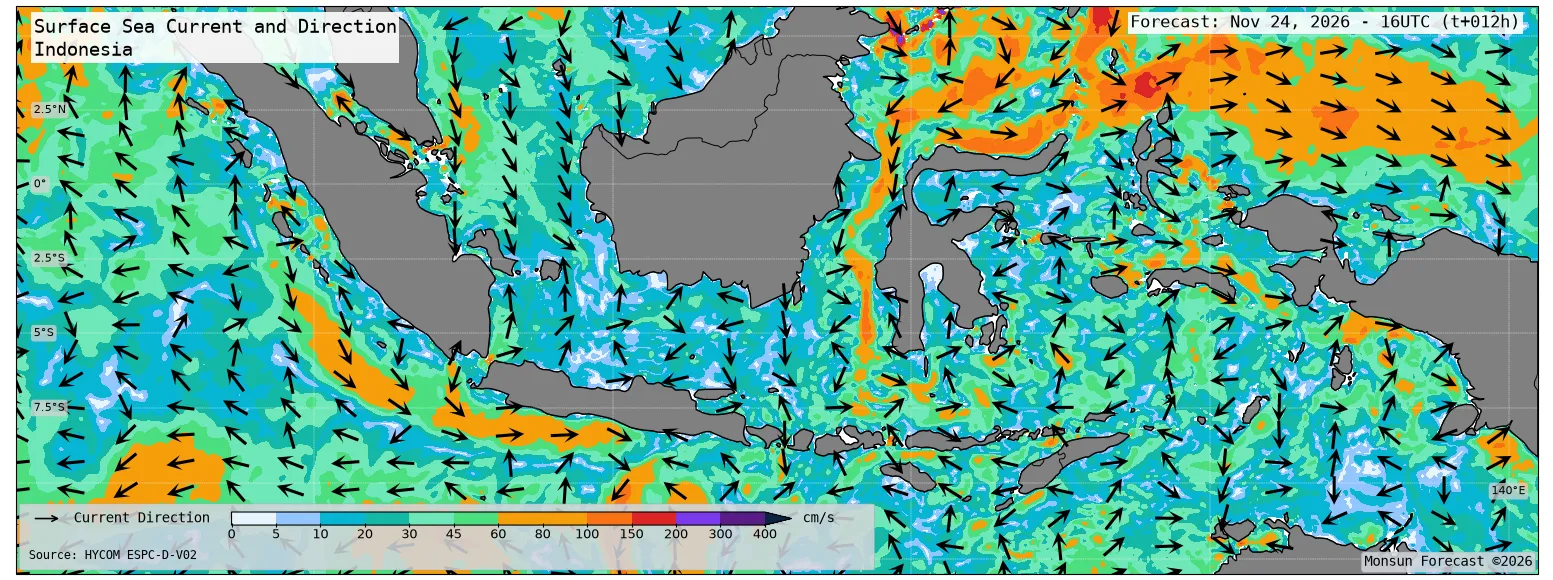 Surface Sea Current and Direction
Indonesia
Forecast: Nov 24, 2026 - 16UTC (t+012h)
2.5°N
0°
2.5°S
5°S
7.5°S
140°E
Current Direction
0 5 10 20 30 45 60 80 100 150 200 300 400 cm/s
Source: HYCOM ESPC-D-V02
Monsun Forecast ©2026